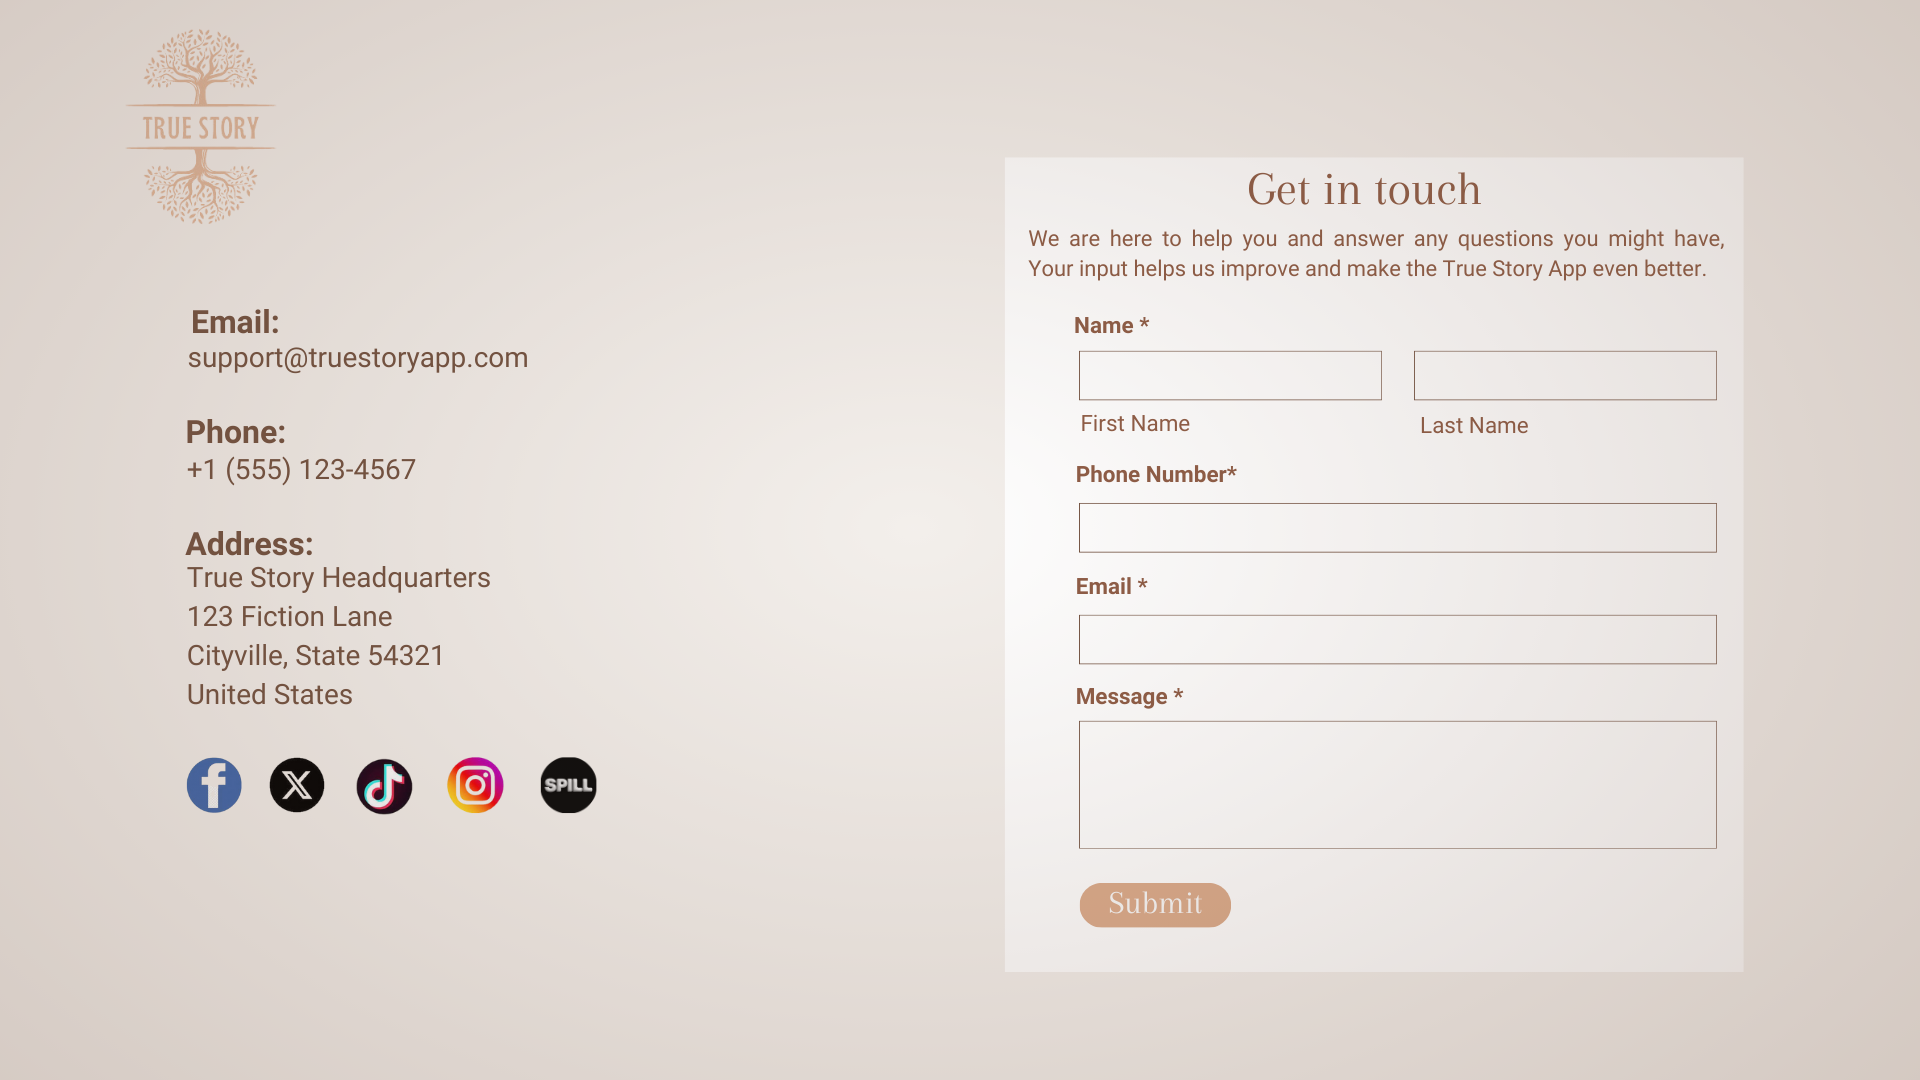 TRUE STORY
Email:
support@truestoryapp.com
Phone:
+1 (555) 123-4567
Address:
True Story Headquarters
123 Fiction Lane
Cityville, State 54321
United States
SPILL
Get in touch
We are here to help you and answer any questions you might have,
Your input helps us improve and make the True Story App even better.
Name *
First Name
Last Name
Phone Number*
Email *
Message *
Submit